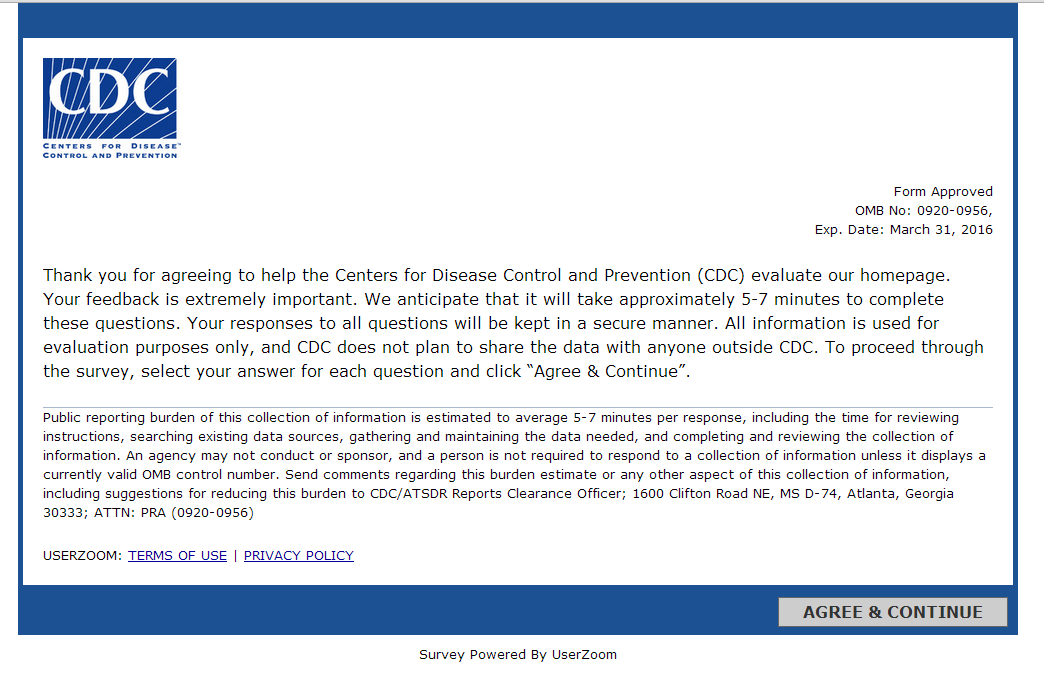 CDC
CENTERS FOR DISEASE™
CONTROL AND PREVENTION
Form Approved
OMB No: 0920-0956,
Exp. Date: March 31, 2016
Thank you for agreeing to help the Centers for Disease Control and Prevention (CDC) evaluate our homepage.
Your feedback is extremely important. We anticipate that it will take approximately 5-7 minutes to complete
these questions. Your responses to all questions will be kept in a secure manner. All information is used for
evaluation purposes only, and CDC does not plan to share the data with anyone outside CDC. To proceed through
the survey, select your answer for each question and click “Agree & Continue”.
Public reporting burden of this collection of information is estimated to average 5-7 minutes per response, including the time for reviewing
instructions, searching existing data sources, gathering and maintaining the data needed, and completing and reviewing the collection of
information. An agency may not conduct or sponsor, and a person is not required to respond to a collection of information unless it displays a
currently valid OMB control number. Send comments regarding this burden estimate or any other aspect of this collection of information,
including suggestions for reducing this burden to CDC/ATSDR Reports Clearance Officer; 1600 Clifton Road NE, MS D-74, Atlanta, Georgia
30333; ATTN: PRA (0920-0956)
USERZOOM: TERMS OF USE | PRIVACY POLICY
AGREE & CONTINUE
Survey Powered By UserZoom